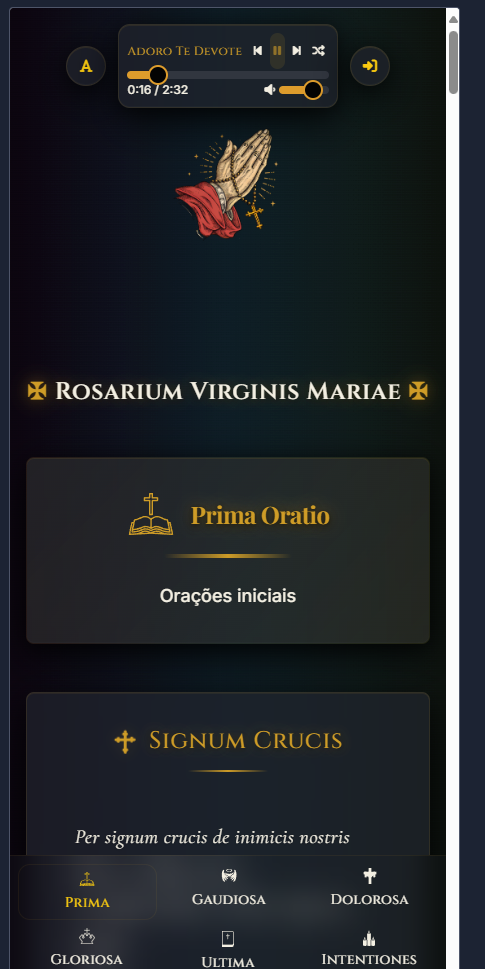 A
Adoro Te Devote
0:16 / 2:32
✠ Rosarium Virginis Mariae ✠
Prima Oratio
Orações iniciais
Signum Crucis
Per signum crucis de inimicis nostris
Prima
Gaudiosa
Dolorosa
Gloriosa
Ultima
Intentiones